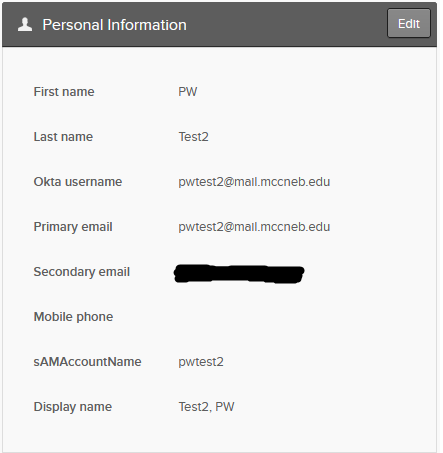 Personal Information Edit
First name PW
Last name Test2
Okta username pwtest2@mail.mccneb.edu
Primary email pwtest2@mail.mccneb.edu
Secondary email
Mobile phone
sAMAccountName pwtest2
Display name Test2, PW